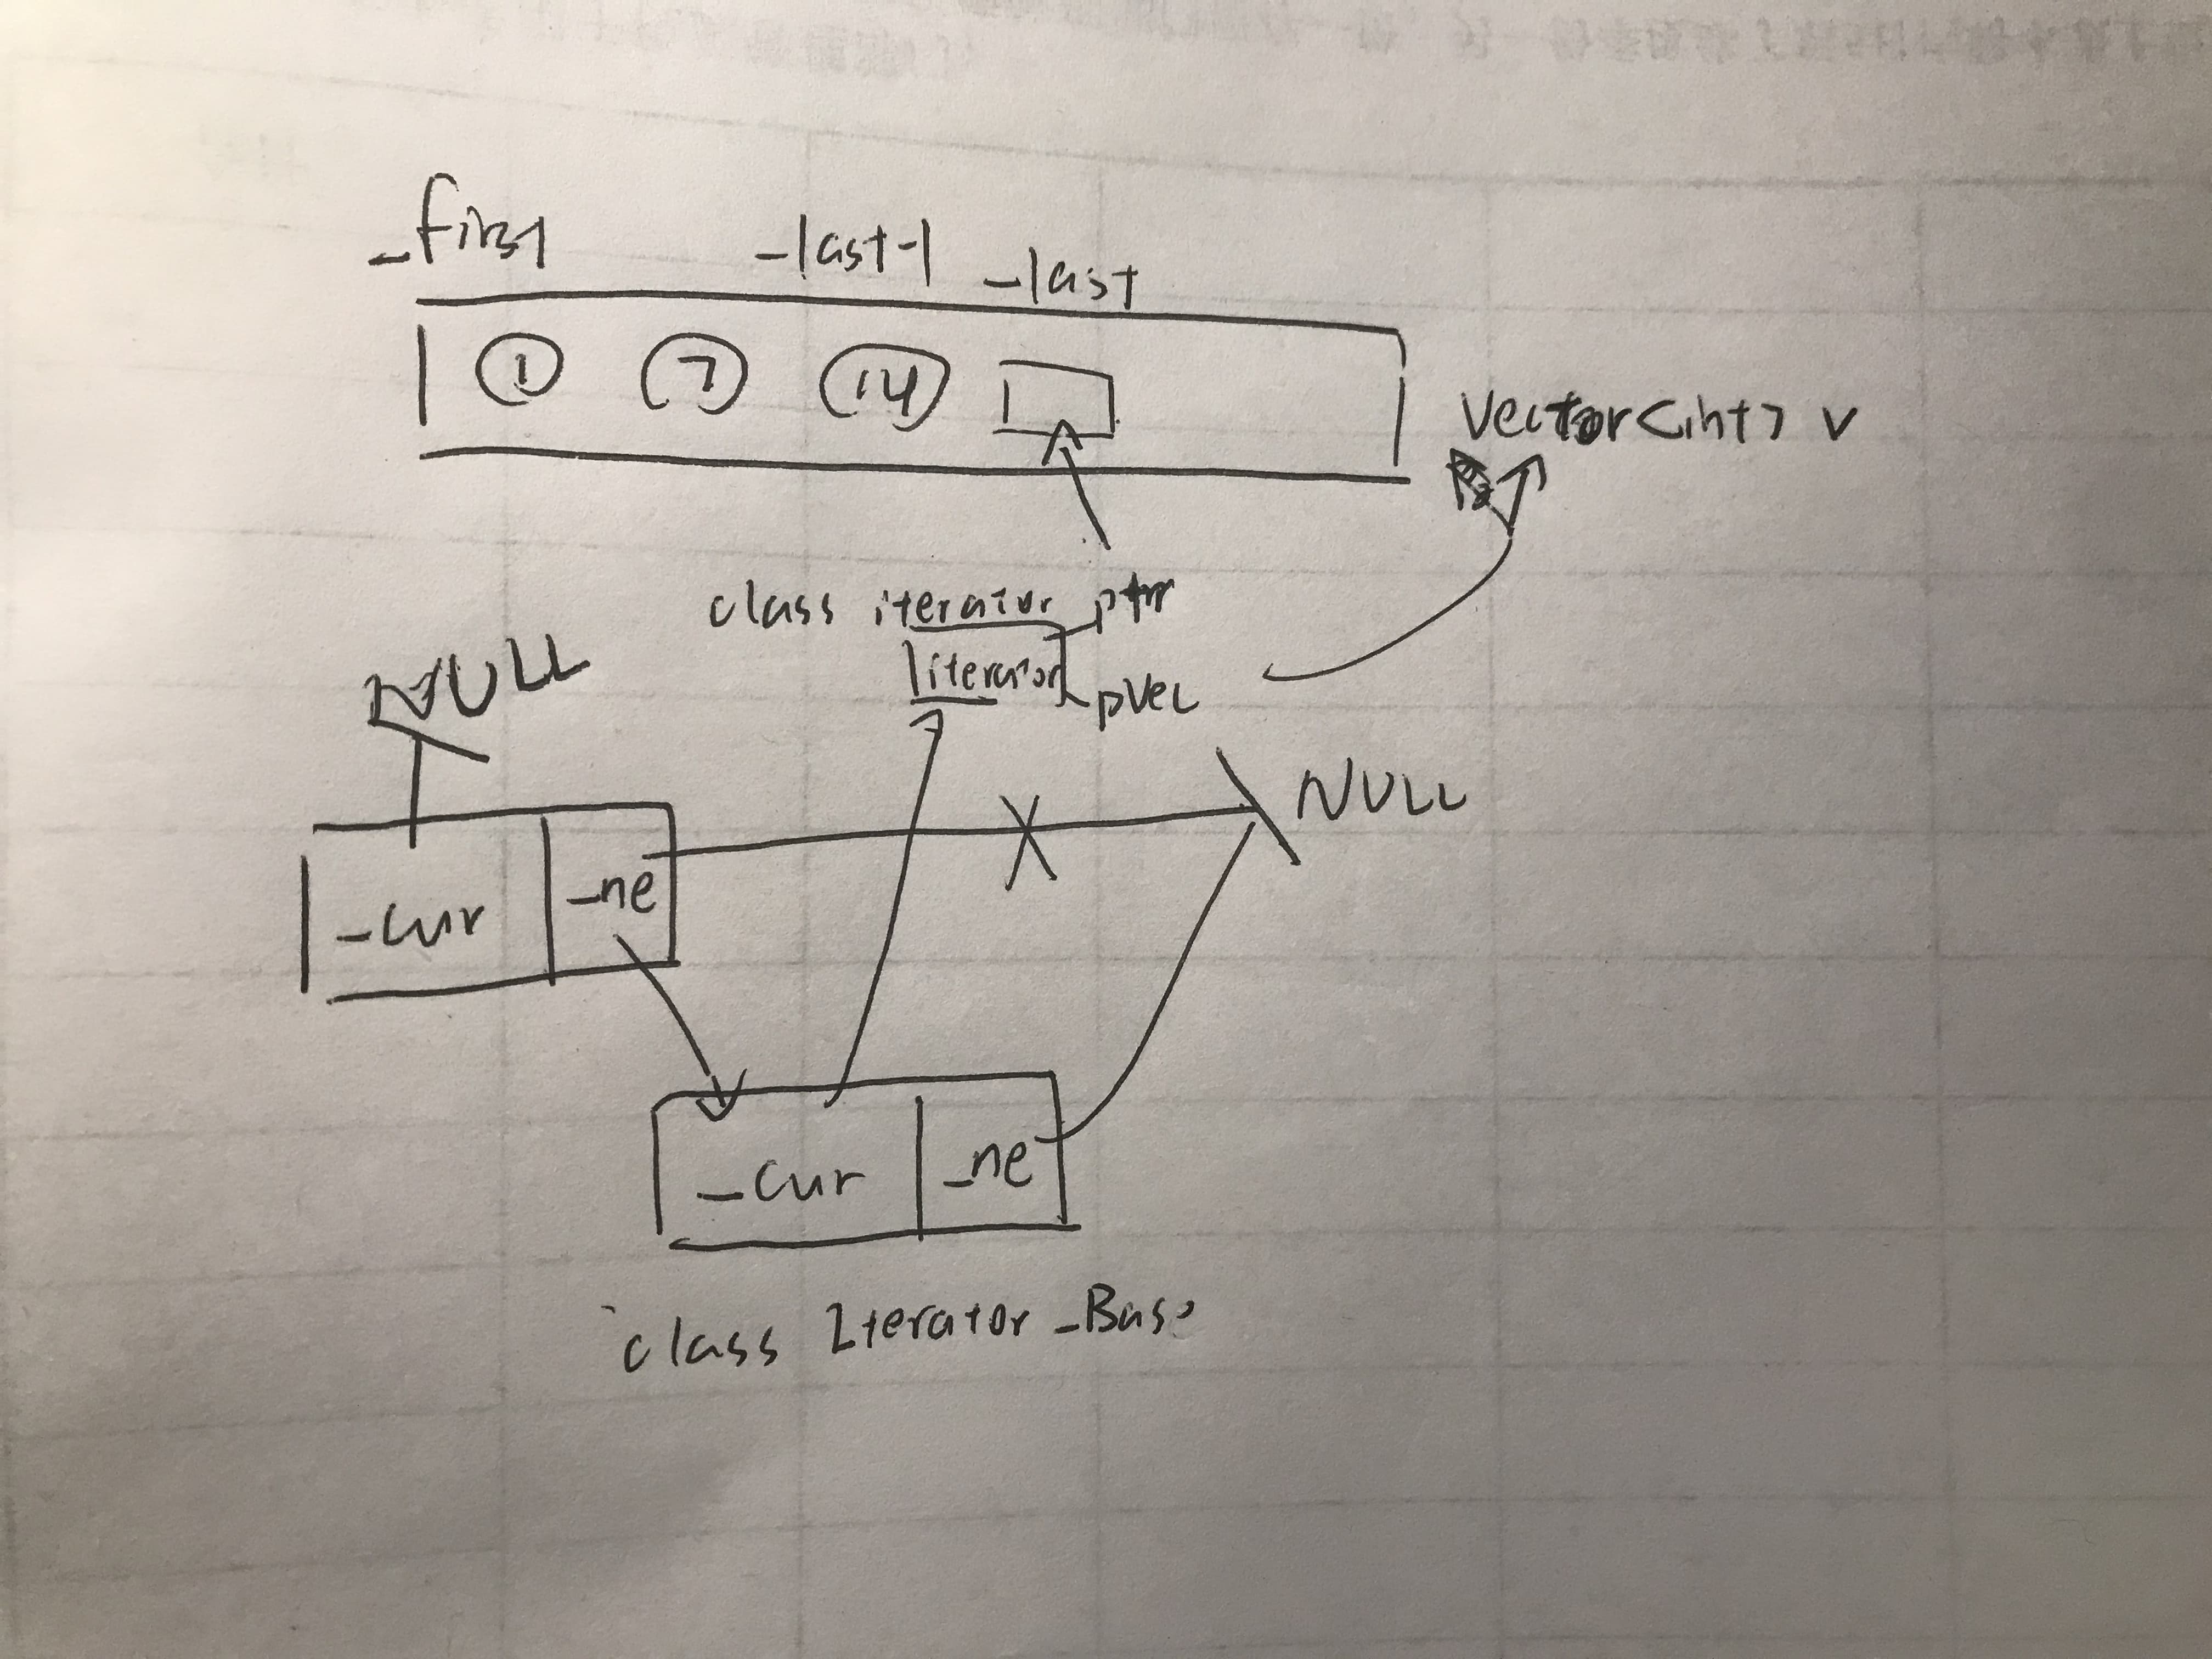 _first
_last-1
_last
1 7 14
vector<int> v
class iterator
ptr
iterator
pvec
NULL
NULL
_cur _ne
_cur _ne
class Iterator_Base